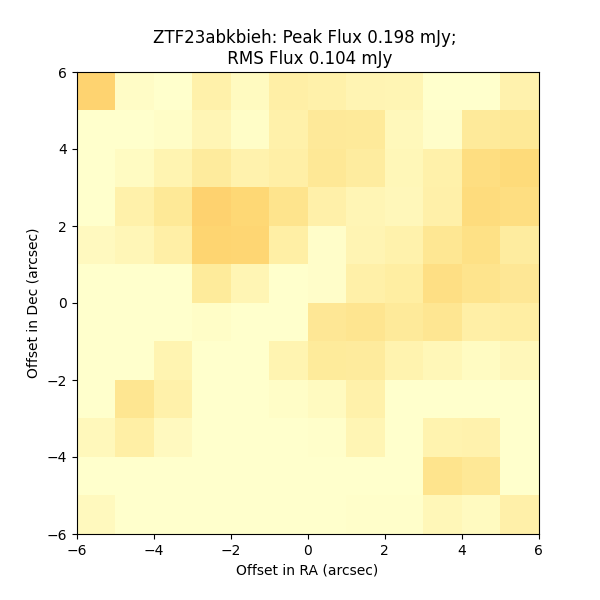 ZTF23abkbieh: Peak Flux 0.198 mJy;
RMS Flux 0.104 mJy
6
4
2
0
−2
−4
−6
Offset in Dec (arcsec)
−6 −4 −2 0 2 4 6
Offset in RA (arcsec)